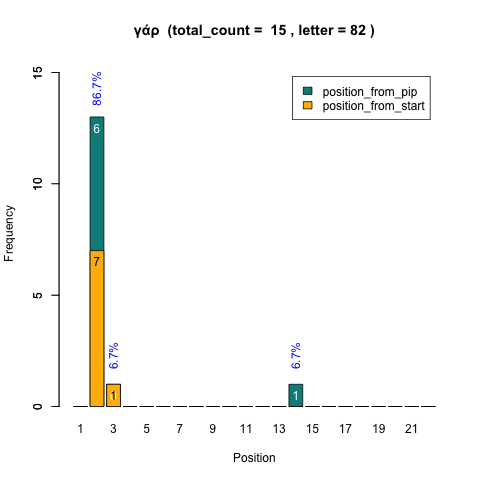 γάρ (total_count = 15 , letter = 82 )
position_from_pip
position_from_start
Frequency
15
10
5
0
86.7%
6
7
6.7%
1
6.7%
1
1 3 5 7 9 11 13 15 17 19 21
Position